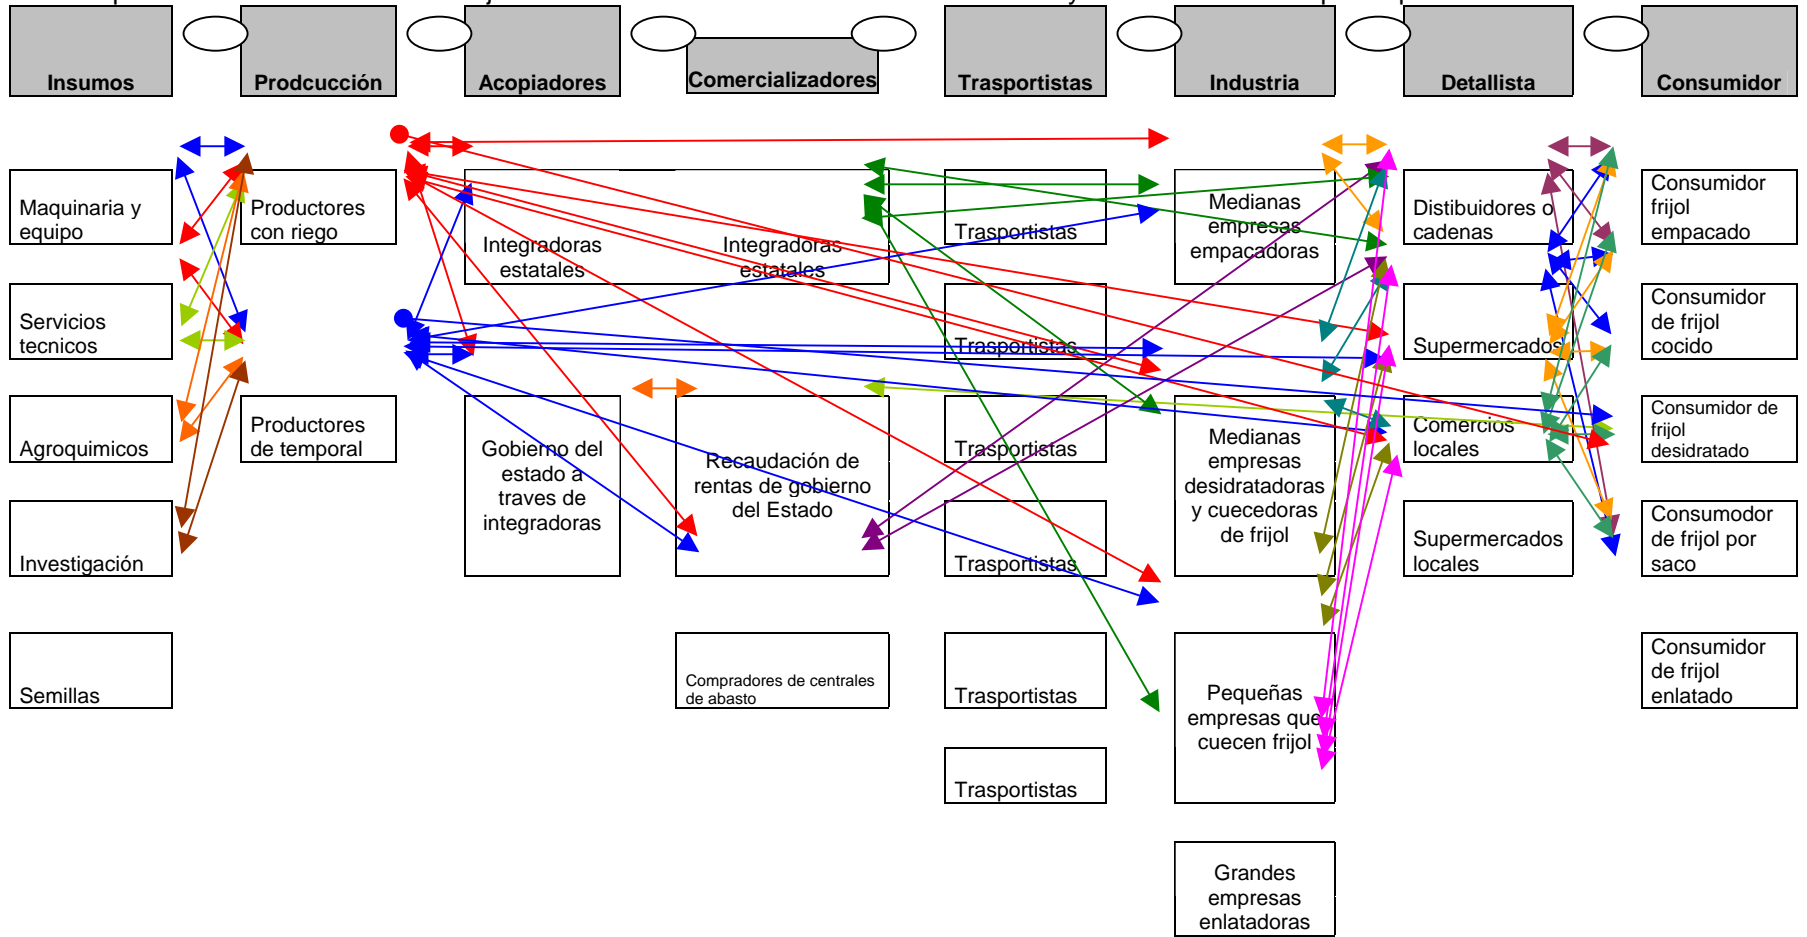 Insumos
Prodcucción
Acopiadores
Comercializadores
Trasportistas
Industria
Detallista
Consumidor
Maquinaria y
equipo
Servicios
tecnicos
Agroquimicos
Investigación
Semillas
Productores
con riego
Productores
de temporal
Integradoras
estatales
Gobierno del
estado a
traves de
integradoras
Integradoras
estatales
Recaudación de
rentas de gobierno
del Estado
Compradores de centrales
de abasto
Trasportistas
Trasportistas
Trasportistas
Trasportistas
Trasportistas
Trasportistas
Medianas
empresas
empacadoras
Medianas
empresas
desidratadoras
y cuecedoras
de frijol
Pequeñas
empresas que
cuecen frijol
Grandes
empresas
enlatadoras
Distibuidores o
cadenas
Supermercados
Comercios
locales
Supermercados
locales
Consumidor
frijol
empacado
Consumidor
de frijol
cocido
Consumidor de
frijol
desidratado
Consumodor
de frijol por
saco
Consumidor
de frijol
enlatado